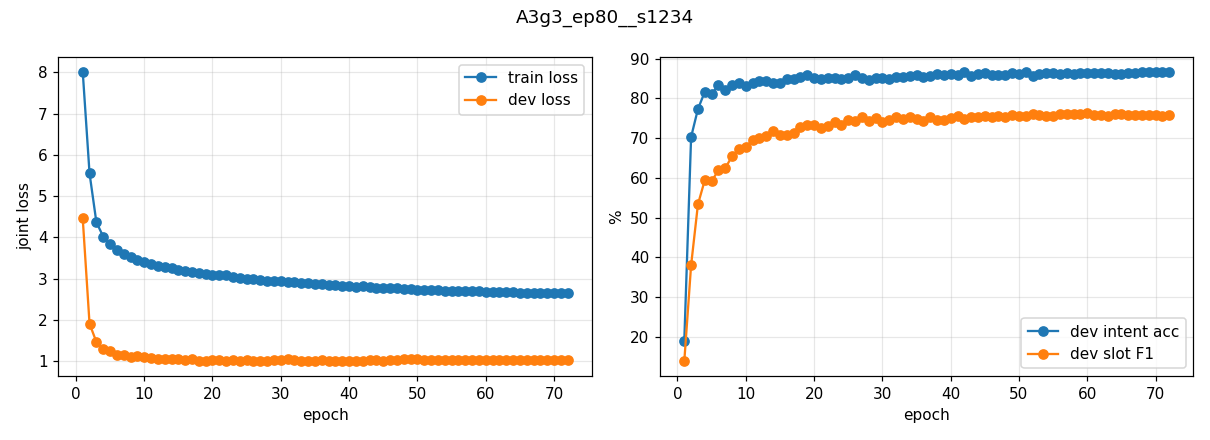 A3g3_ep80__s1234
joint loss
8
7
6
5
4
3
2
1
0 10 20 30 40 50 60 70
epoch
train loss
dev loss
%
90
80
70
60
50
40
30
20
0 10 20 30 40 50 60 70
epoch
dev intent acc
dev slot F1